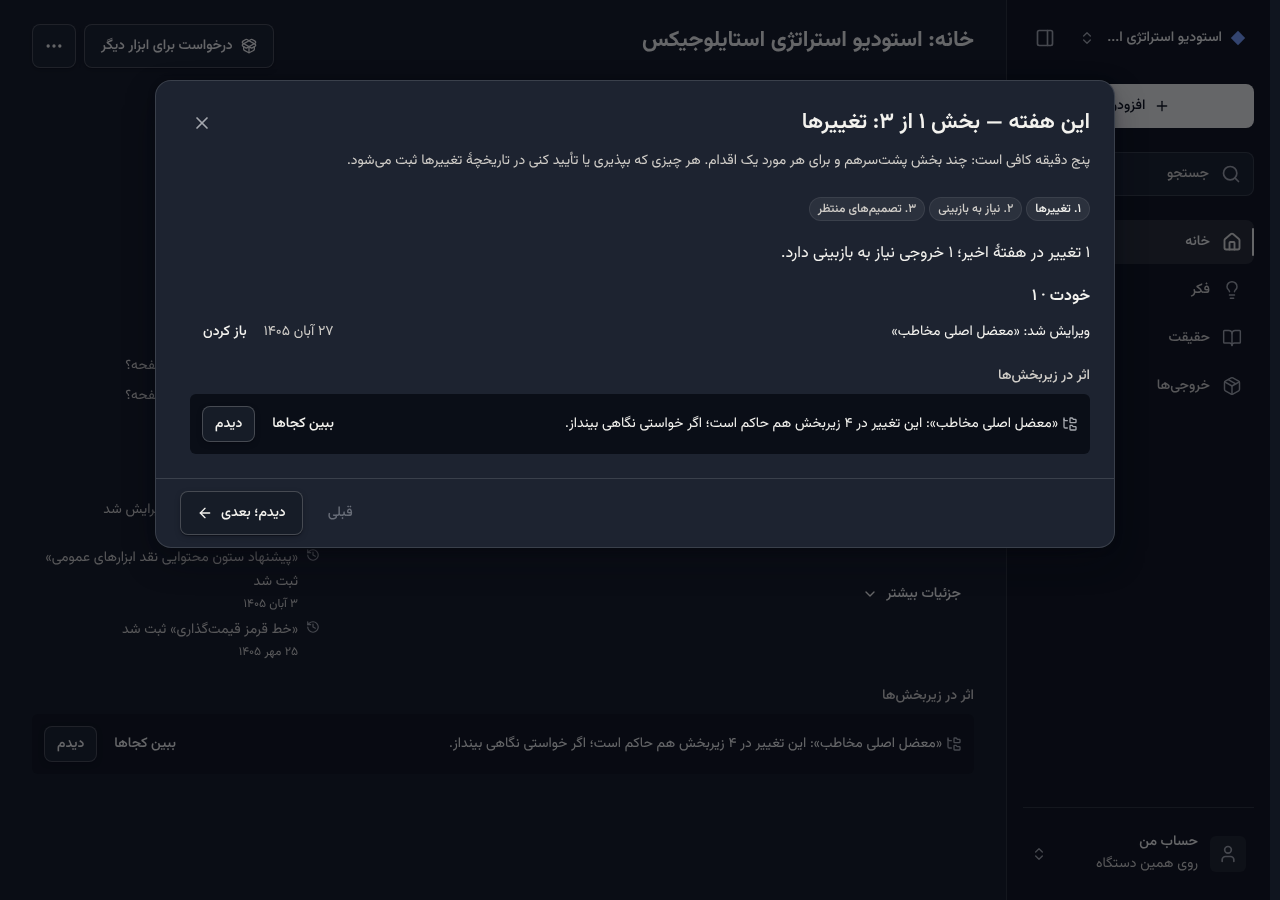 استودیو استراتژی ا...
افزودن
جستجو
خانه
فکر
حقیقت
خروجی‌ها
حساب من
روی همین دستگاه
خانه: استودیو استراتژی استایلوجیکس
درخواست برای ابزار دیگر
این هفته — بخش ۱ از ۳: تغییرها
پنج دقیقه کافی است: چند بخش پشت‌سرهم و برای هر مورد یک اقدام. هر چیزی که بپذیری یا تأیید کنی در تاریخچهٔ تغییرها ثبت می‌شود.
۱. تغییرها
۲. نیاز به بازبینی
۳. تصمیم‌های منتظر
۱ تغییر در هفتهٔ اخیر؛ ۱ خروجی نیاز به بازبینی دارد.
خودت · ۱
ویرایش شد: «معضل اصلی مخاطب»
۲۷ آبان ۱۴۰۵
باز کردن
اثر در زیربخش‌ها
«معضل اصلی مخاطب»: این تغییر در ۴ زیربخش هم حاکم است؛ اگر خواستی نگاهی بینداز.
ببین کجاها
دیدم
قبلی
دیدم؛ بعدی
«پیشنهاد ستون محتوایی نقد ابزارهای عمومی»
ثبت شد
۳ آبان ۱۴۰۵
«خط قرمز قیمت‌گذاری» ثبت شد
۲۵ مهر ۱۴۰۵
جزئیات بیشتر
اثر در زیربخش‌ها
«معضل اصلی مخاطب»: این تغییر در ۴ زیربخش هم حاکم است؛ اگر خواستی نگاهی بینداز.
ببین کجاها
دیدم